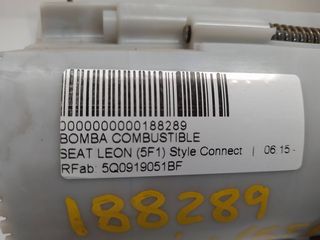 0000000000188289
BOMBA COMBUSTIBLE
SEAT LEON (5F1) Style Connect | 06.15 -
RFab: 5Q0919051BF
188289